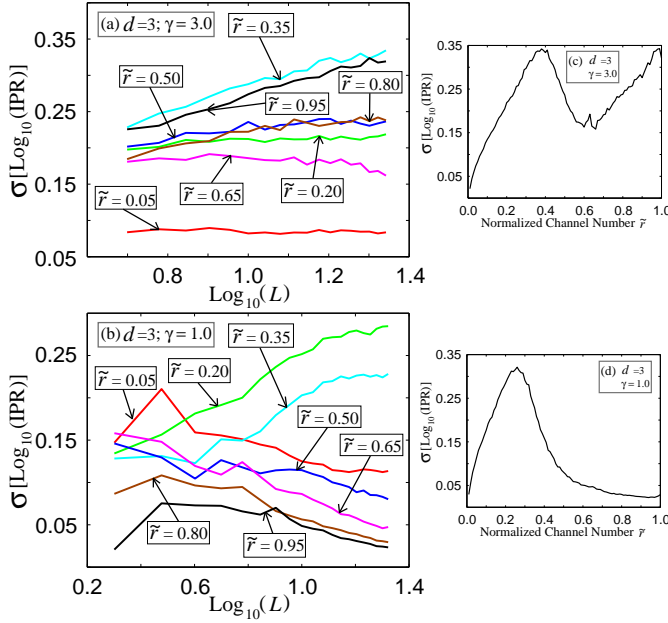 (a) d=3; γ = 3.0
r̃ = 0.35
r̃ = 0.50
r̃ = 0.80
r̃ = 0.95
r̃ = 0.65
r̃ = 0.20
r̃ = 0.05
0.35
0.25
0.15
0.05
σ [Log10 (IPR)]
0.8 1.0 1.2 1.4
Log10(L)
(c) d=3
γ = 3.0
0.35
0.25
0.15
0.05
σ [Log10(IPR)]
0.0 0.2 0.4 0.6 0.8 1.0
Normalized Channel Number r̃
(b) d=3; γ = 1.0
r̃ = 0.35
r̃ = 0.20
r̃ = 0.05
r̃ = 0.50
r̃ = 0.65
r̃ = 0.80
r̃ = 0.95
0.25
0.15
0.05
σ [Log10 (IPR)]
0.2 0.6 1.0 1.4
Log10(L)
(d) d=3
γ = 1.0
0.35
0.25
0.15
0.05
σ [Log10(IPR)]
0.0 0.2 0.4 0.6 0.8 1.0
Normalized Channel Number r̃